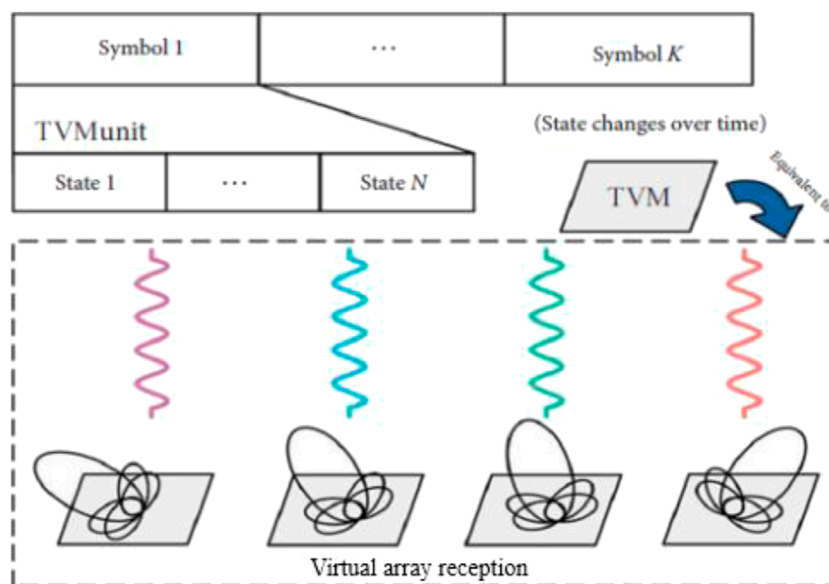 Symbol 1
...
Symbol K
TVMunit
(State changes over time)
State 1
...
State N
TVM
Equivalent to
Virtual array reception